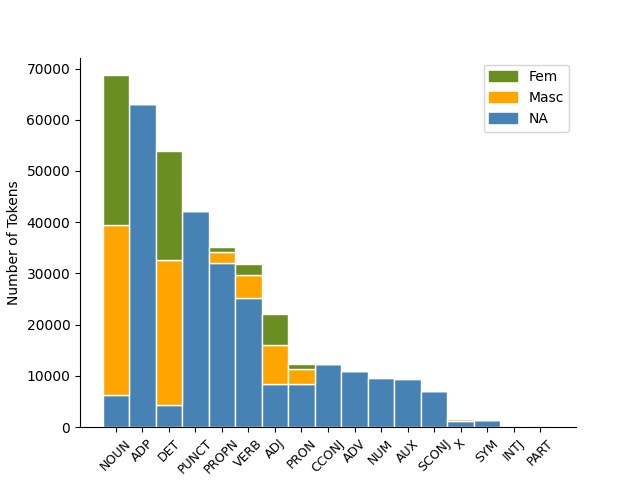 Fem
Masc
NA
Number of Tokens
70000
60000
50000
40000
30000
20000
10000
0
NOUN
ADP
DET
PUNCT
PROPN
VERB
ADJ
PRON
CCONJ
ADV
NUM
AUX
SCONJ
X
SYM
INTJ
PART